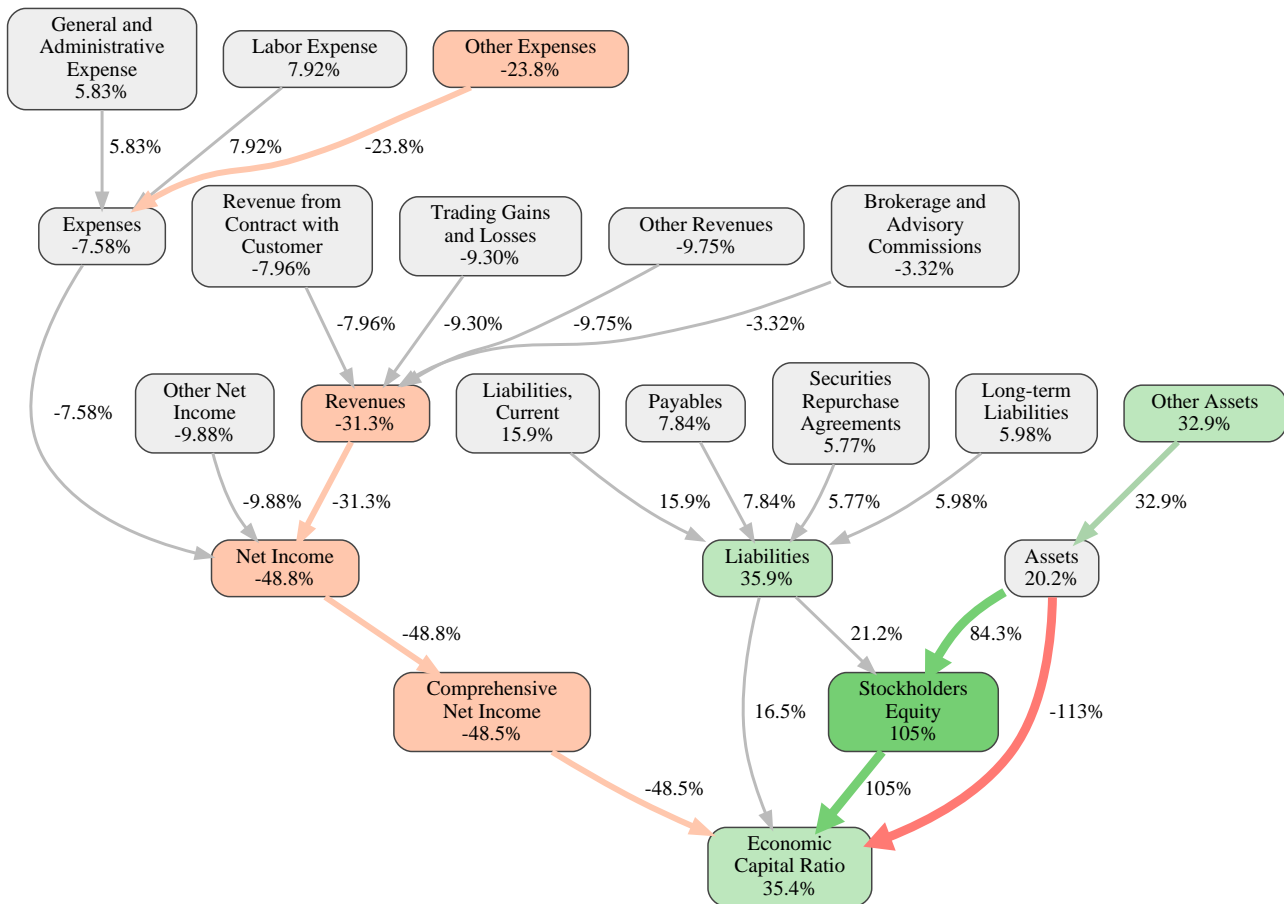 General and
Administrative
Expense
5.83%
Labor Expense
7.92%
Other Expenses
-23.8%
5.83%
7.92%
-23.8%
Expenses
-7.58%
Revenue from
Contract with
Customer
-7.96%
Trading Gains
and Losses
-9.30%
Other Revenues
-9.75%
Brokerage and
Advisory
Commissions
-3.32%
-7.96%
-9.30%
-9.75%
-3.32%
-7.58%
Other Net
Income
-9.88%
Revenues
-31.3%
Liabilities,
Current
15.9%
Payables
7.84%
Securities
Repurchase
Agreements
5.77%
Long-term
Liabilities
5.98%
Other Assets
32.9%
-9.88%
-31.3%
15.9%
7.84%
5.77%
5.98%
32.9%
Net Income
-48.8%
Liabilities
35.9%
Assets
20.2%
-48.8%
21.2%
84.3%
Comprehensive
Net Income
-48.5%
16.5%
Stockholders
Equity
105%
-113%
-48.5%
105%
Economic
Capital Ratio
35.4%